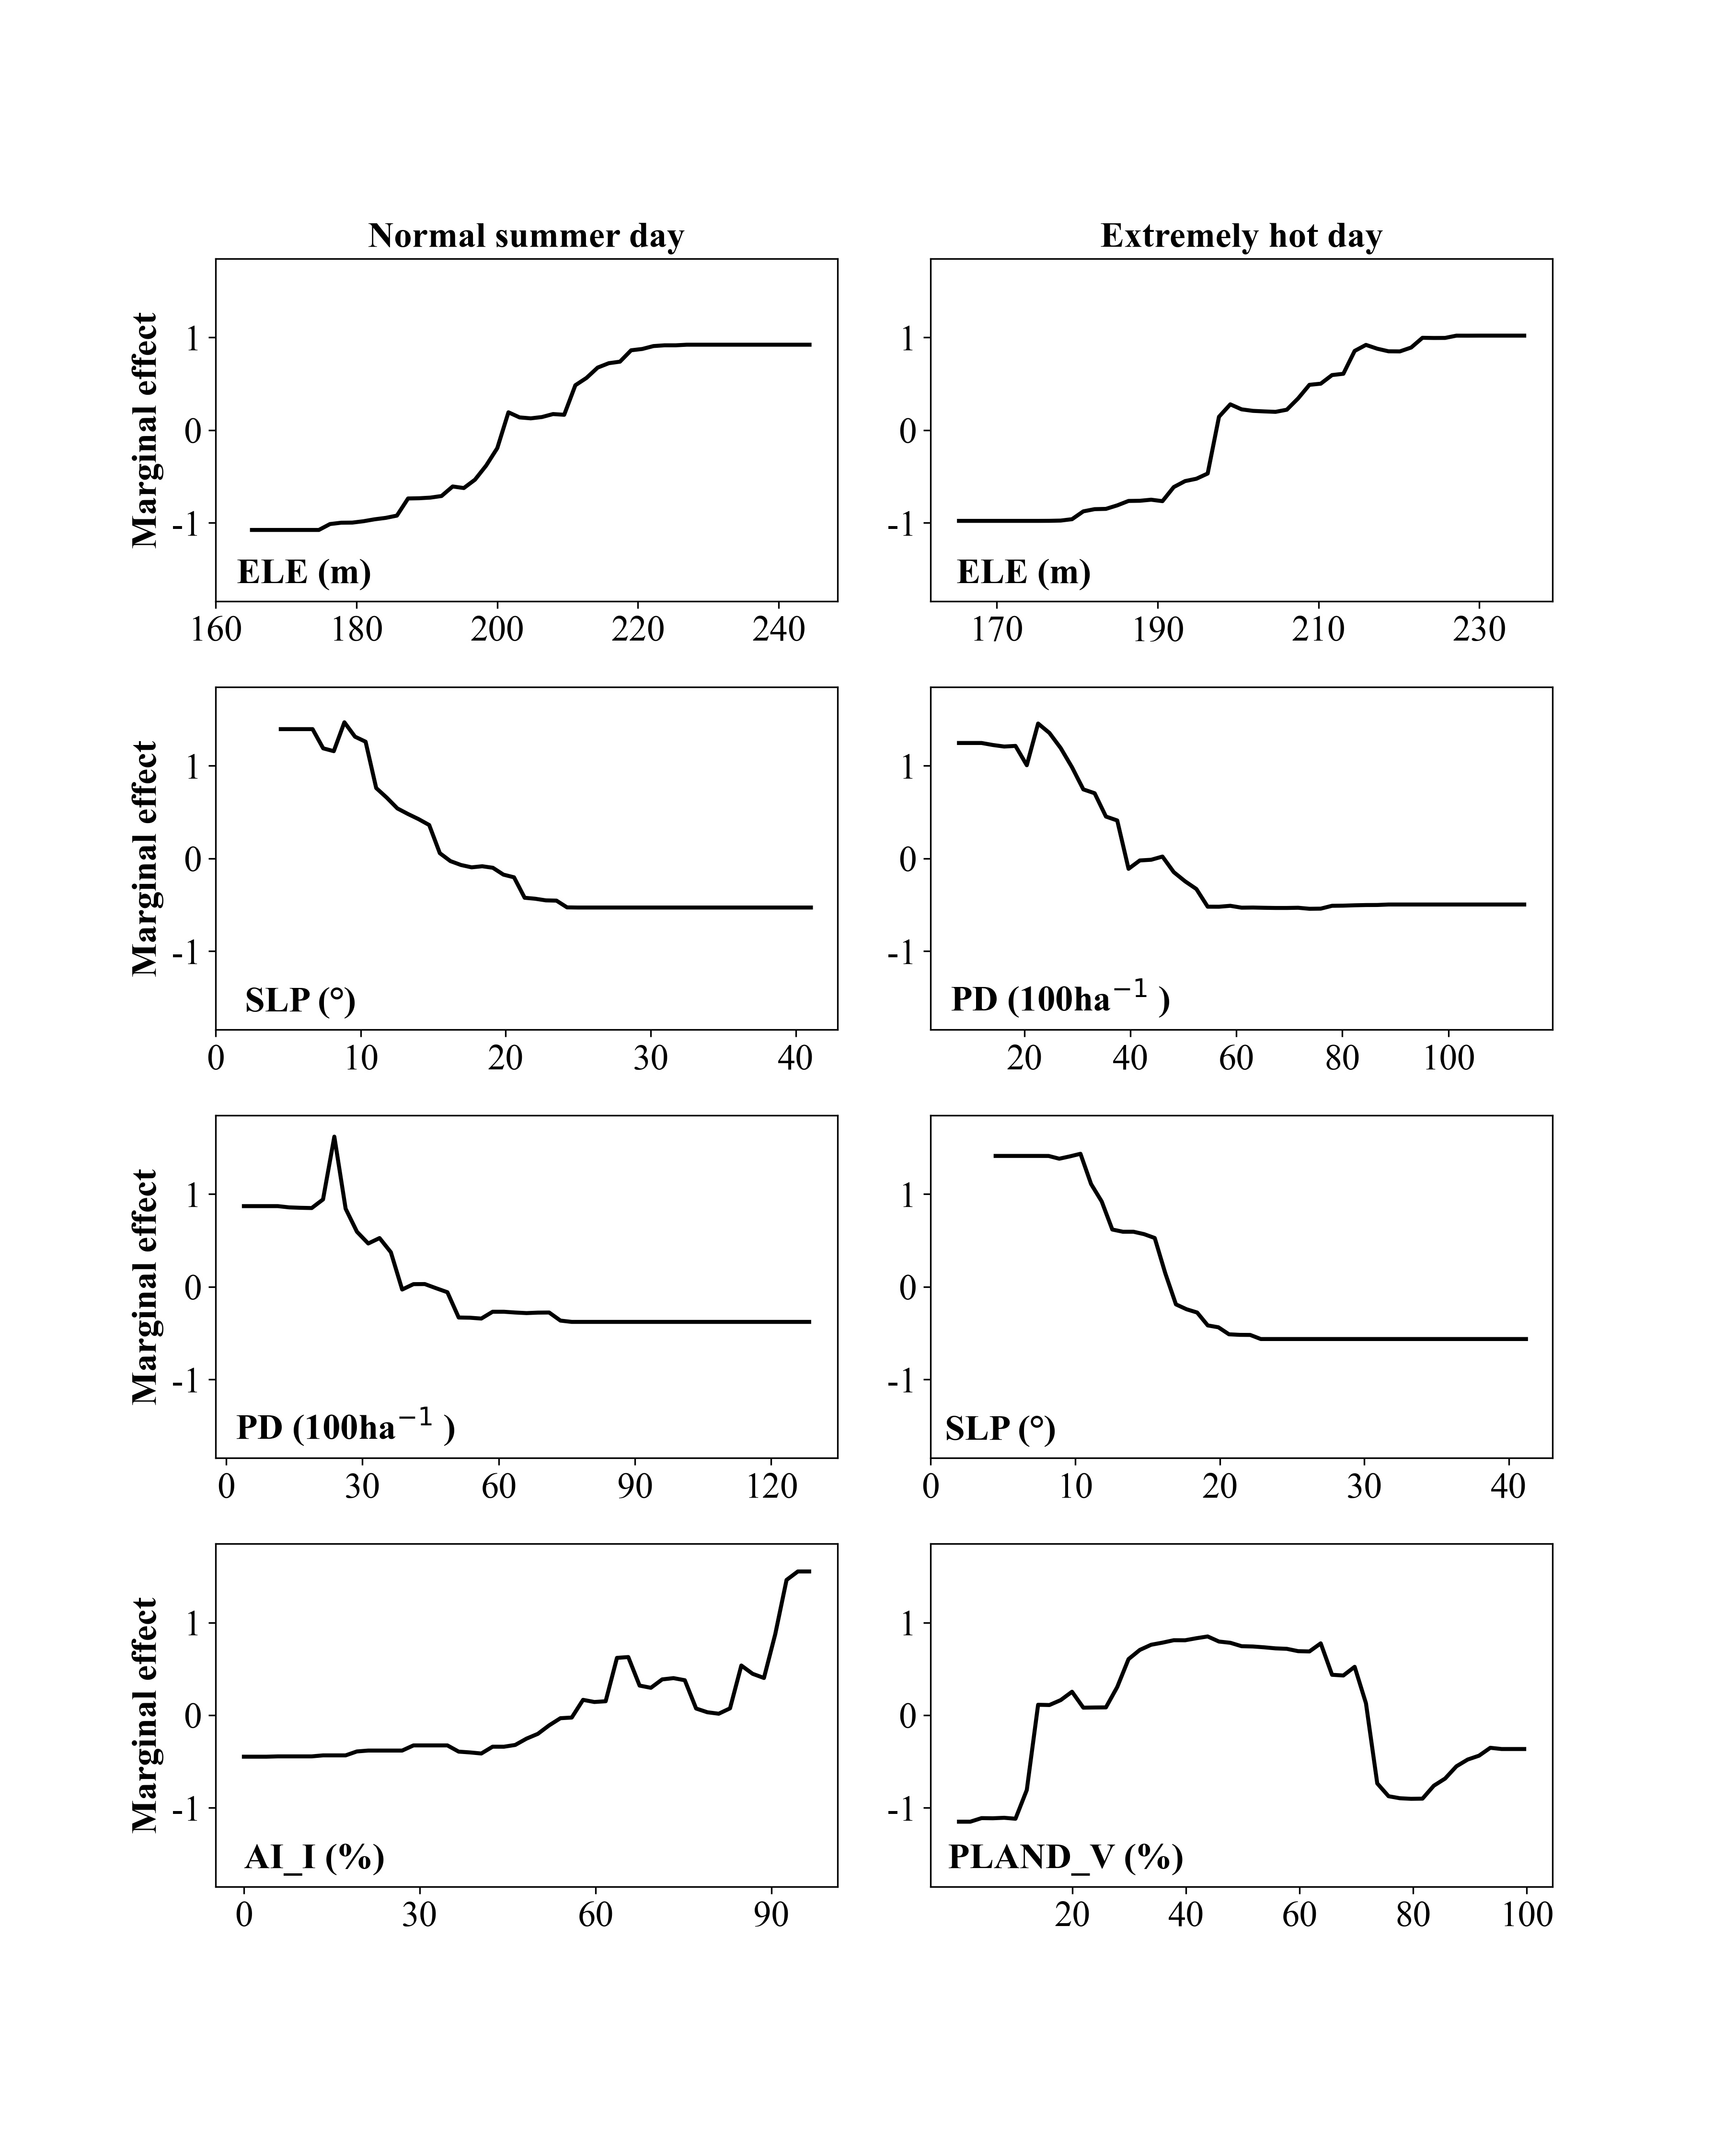 Normal summer day
Extremely hot day
Marginal effect
1
0
-1
ELE (m)
160 180 200 220 240
1
0
-1
ELE (m)
170 190 210 230
Marginal effect
1
0
-1
SLP (°)
0 10 20 30 40
1
0
-1
PD (100ha⁻¹ )
20 40 60 80 100
Marginal effect
1
0
-1
PD (100ha⁻¹ )
0 30 60 90 120
1
0
-1
SLP (°)
0 10 20 30 40
Marginal effect
1
0
-1
AI_I (%)
0 30 60 90
1
0
-1
PLAND_V (%)
20 40 60 80 100